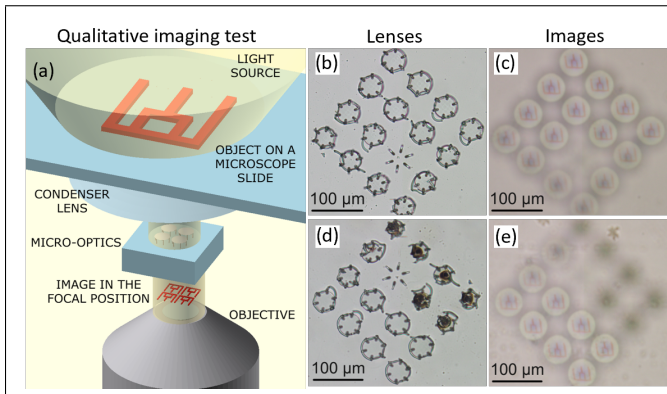 Qualitative imaging test
Lenses
Images
(a)
LIGHT
SOURCE
OBJECT ON A
MICROSCOPE
SLIDE
CONDENSER
LENS
MICRO-OPTICS
IMAGE IN THE
FOCAL POSITION
OBJECTIVE
(b)
100 µm
(c)
100 µm
(d)
100 µm
(e)
100 µm